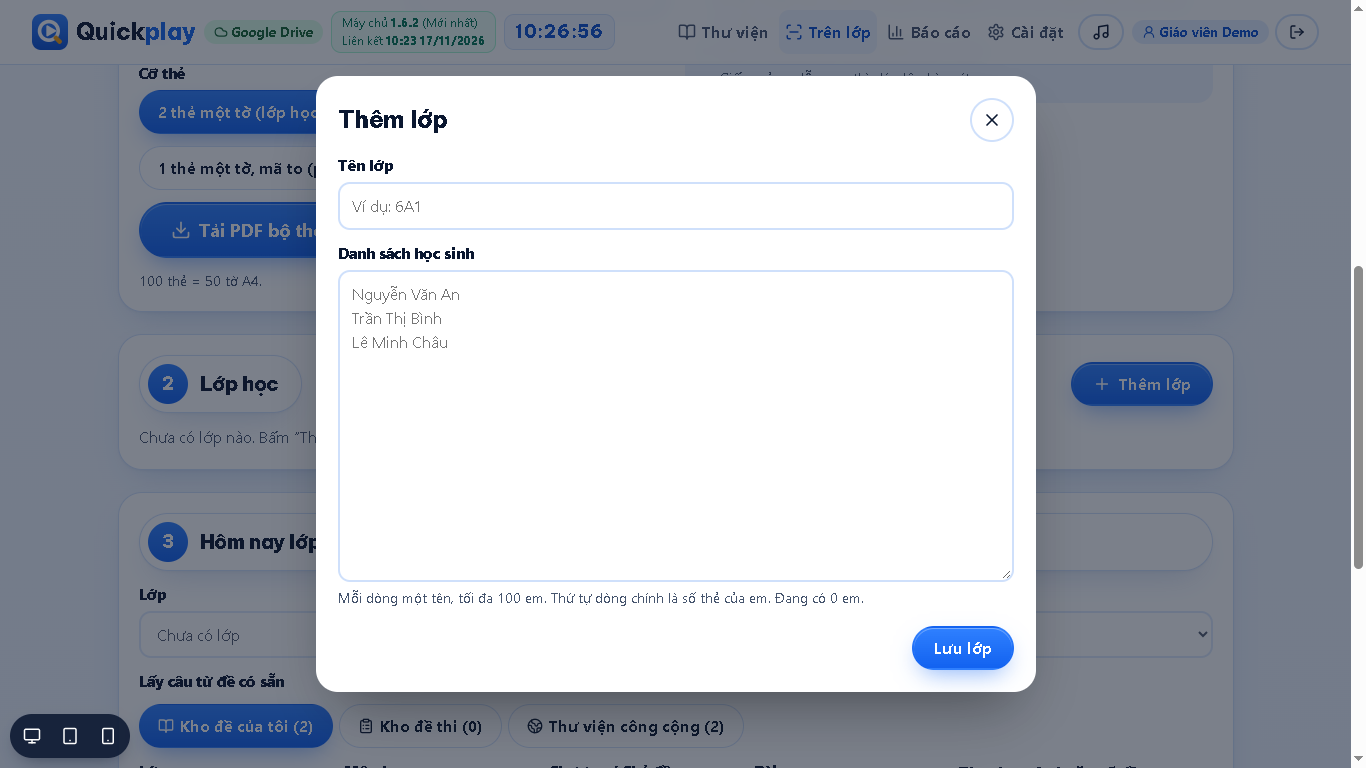 Quickplay
Google Drive
Máy chủ 1.6.2 (Mới nhất)
Liên kết 10:23 17/11/2026
10:26:56
Thư viện
Trên lớp
Báo cáo
Cài đặt
Giáo viên Demo
Cỡ thẻ
2 thẻ một tờ (lớp học
1 thẻ một tờ, mã to (
Tải PDF bộ th
100 thẻ = 50 tờ A4.
Thêm lớp
Tên lớp
Ví dụ: 6A1
Danh sách học sinh
Nguyễn Văn An
Trần Thị Bình
Lê Minh Châu
Mỗi dòng một tên, tối đa 100 em. Thứ tự dòng chính là số thẻ của em. Đang có 0 em.
Lưu lớp
2 Lớp học
Thêm lớp
Chưa có lớp nào. Bấm "Th
3 Hôm nay lớp
Lớp
Chưa có lớp
Lấy câu từ đề có sẵn
Kho đề của tôi (2)
Kho đề thi (0)
Thư viện công cộng (2)